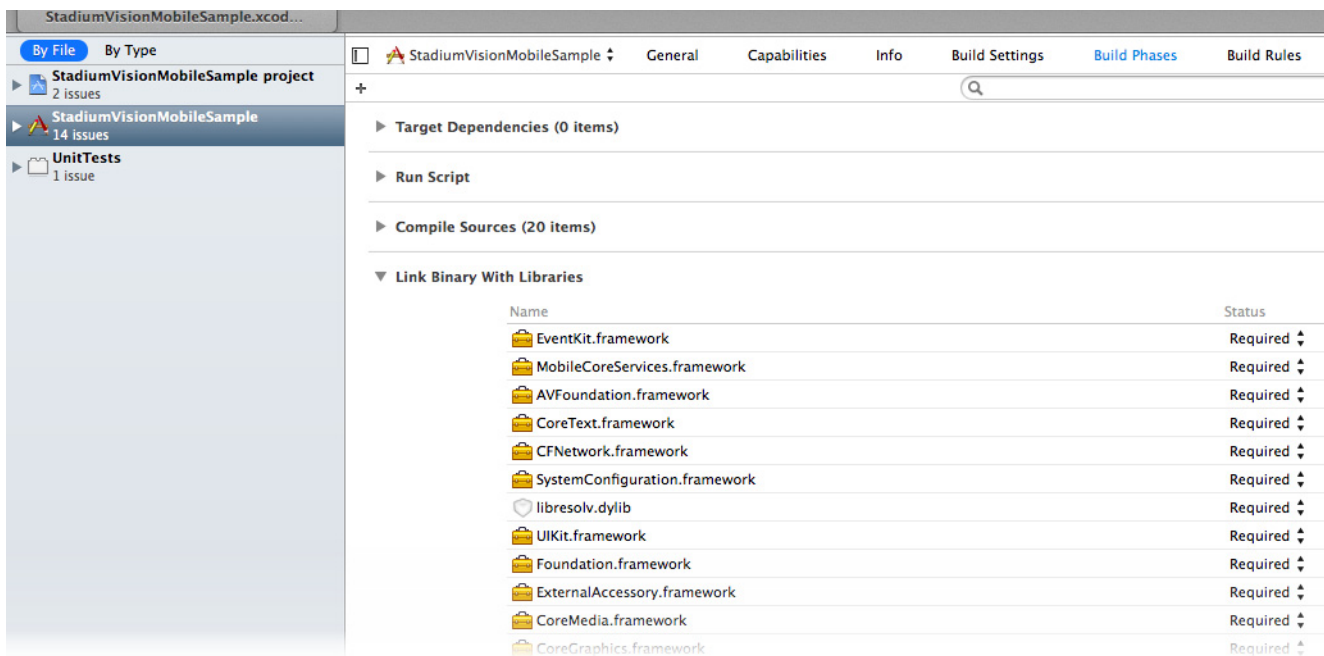 StadiumVisionMobileSample.xcod...
By File By Type
StadiumVisionMobileSample project
2 issues
StadiumVisionMobileSample
14 issues
UnitTests
1 issue
StadiumVisionMobileSample General Capabilities Info Build Settings Build Phases Build Rules
+
Target Dependencies (0 items)
Run Script
Compile Sources (20 items)
Link Binary With Libraries
Name Status
EventKit.framework Required
MobileCoreServices.framework Required
AVFoundation.framework Required
CoreText.framework Required
CFNetwork.framework Required
SystemConfiguration.framework Required
libresolv.dylib Required
UIKit.framework Required
Foundation.framework Required
ExternalAccessory.framework Required
CoreMedia.framework Required
CoreGraphics.framework Required